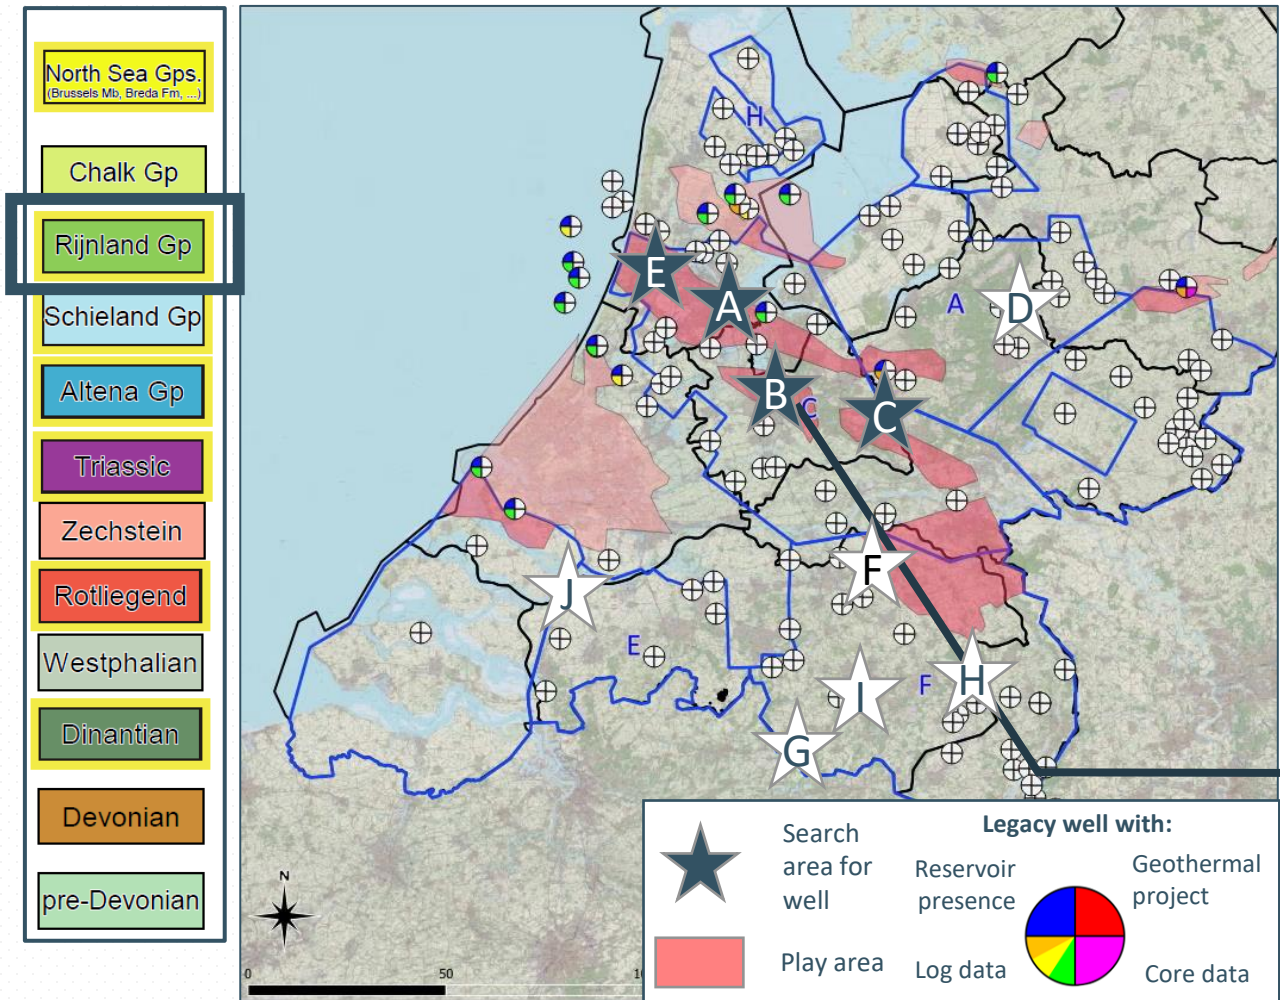 North Sea Gps.
(Brussels Mb, Breda Fm, ...)
Chalk Gp
Rijnland Gp
Schieland Gp
Altena Gp
Triassic
Zechstein
Rotliegend
Westphalian
Dinantian
Devonian
pre-Devonian
H
E
A
A
D
B
C
C
F
J
E
I
F
H
G
N
0
50
Search
area for
well
Play area
Legacy well with:
Reservoir
presence
Geothermal
project
Log data
Core data